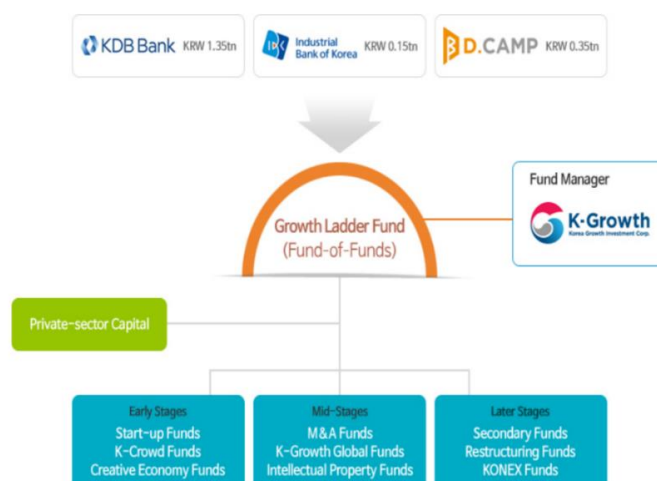 KDB Bank KRW 1.35tn
IBK Industrial Bank of Korea KRW 0.15tn
D.CAMP KRW 0.35tn
Growth Ladder Fund
(Fund-of-Funds)
Fund Manager
K·Growth
Korea Growth Investment Corp.
Private-sector Capital
Early Stages
Start-up Funds
K-Crowd Funds
Creative Economy Funds
Mid-Stages
M&A Funds
K-Growth Global Funds
Intellectual Property Funds
Later Stages
Secondary Funds
Restructuring Funds
KONEX Funds